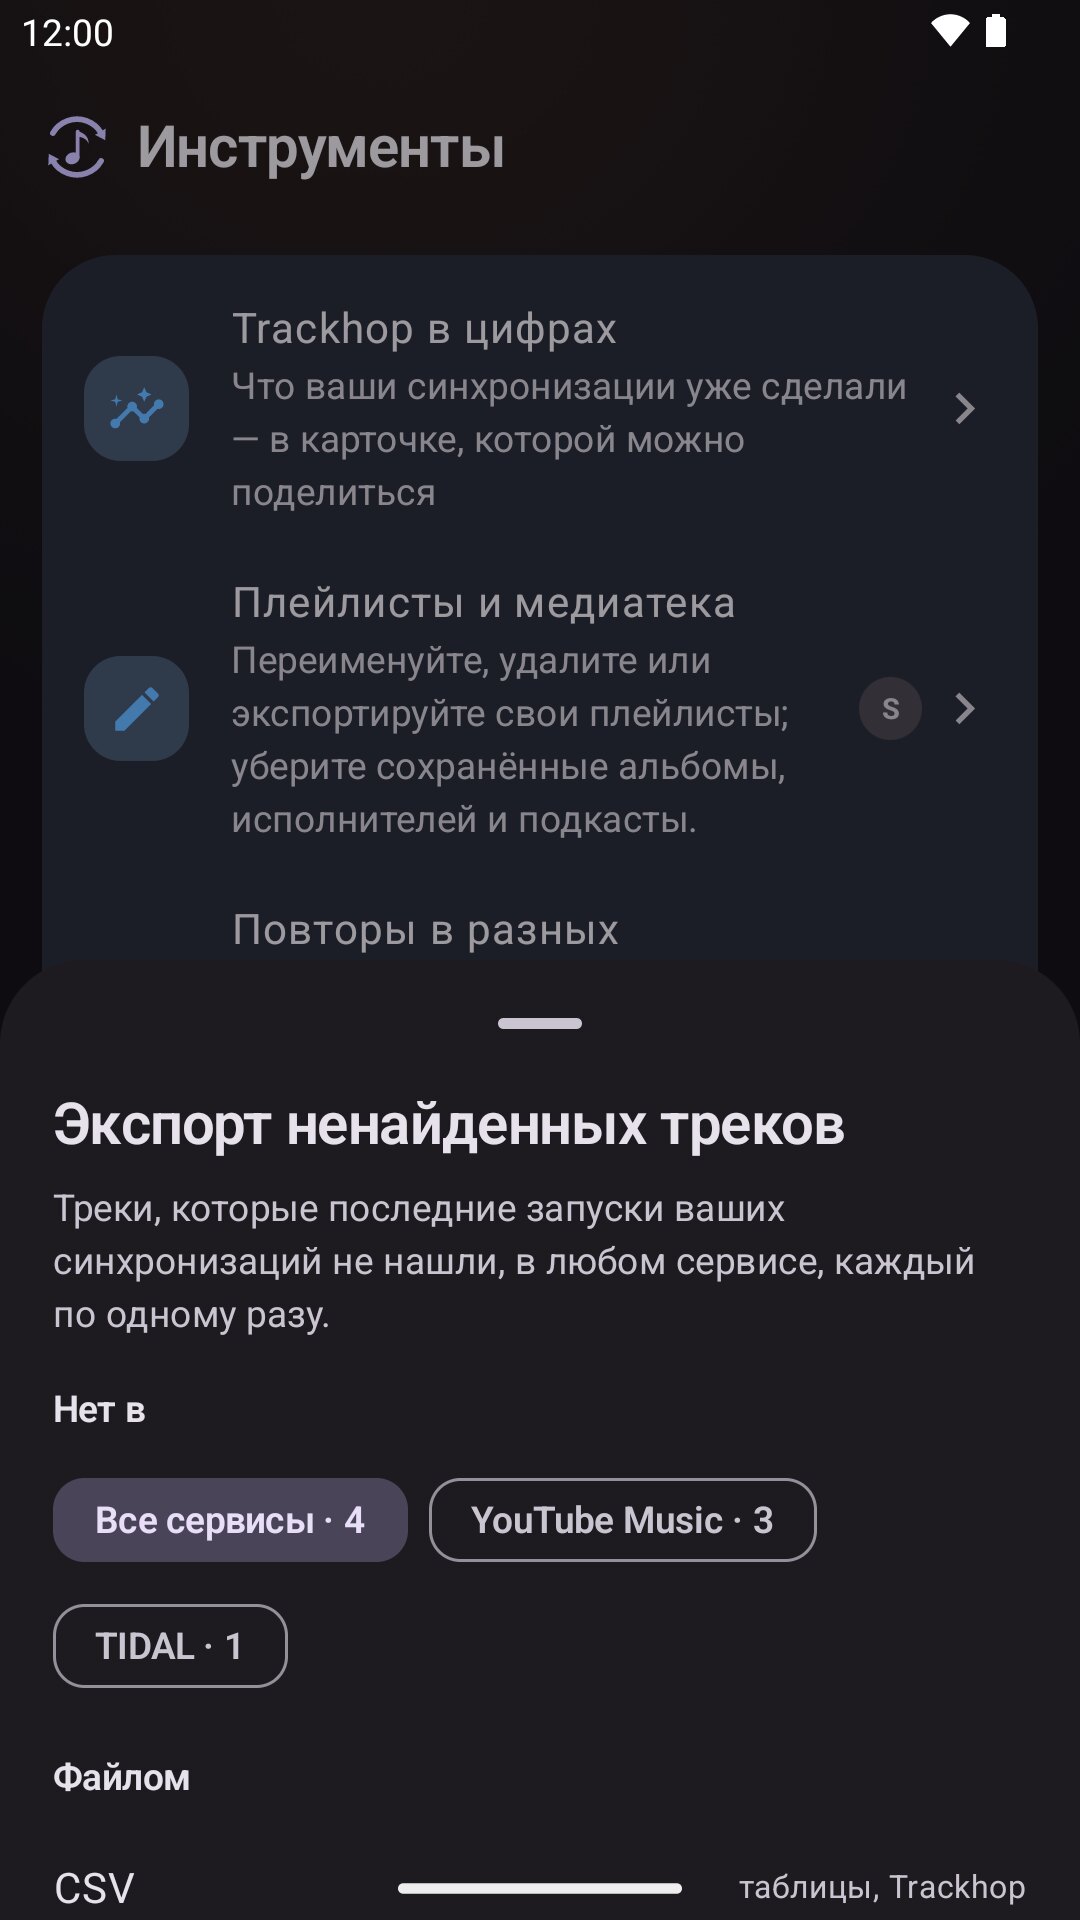 12:00
Инструменты
Trackhop в цифрах
Что ваши синхронизации уже сделали
— в карточке, которой можно
поделиться
Плейлисты и медиатека
Переименуйте, удалите или
экспортируйте свои плейлисты;
уберите сохранённые альбомы,
исполнителей и подкасты.
S
Повторы в разных
Экспорт ненайденных треков
Треки, которые последние запуски ваших
синхронизаций не нашли, в любом сервисе, каждый
по одному разу.
Нет в
Все сервисы · 4
YouTube Music · 3
TIDAL · 1
Файлом
CSV
таблицы, Trackhop